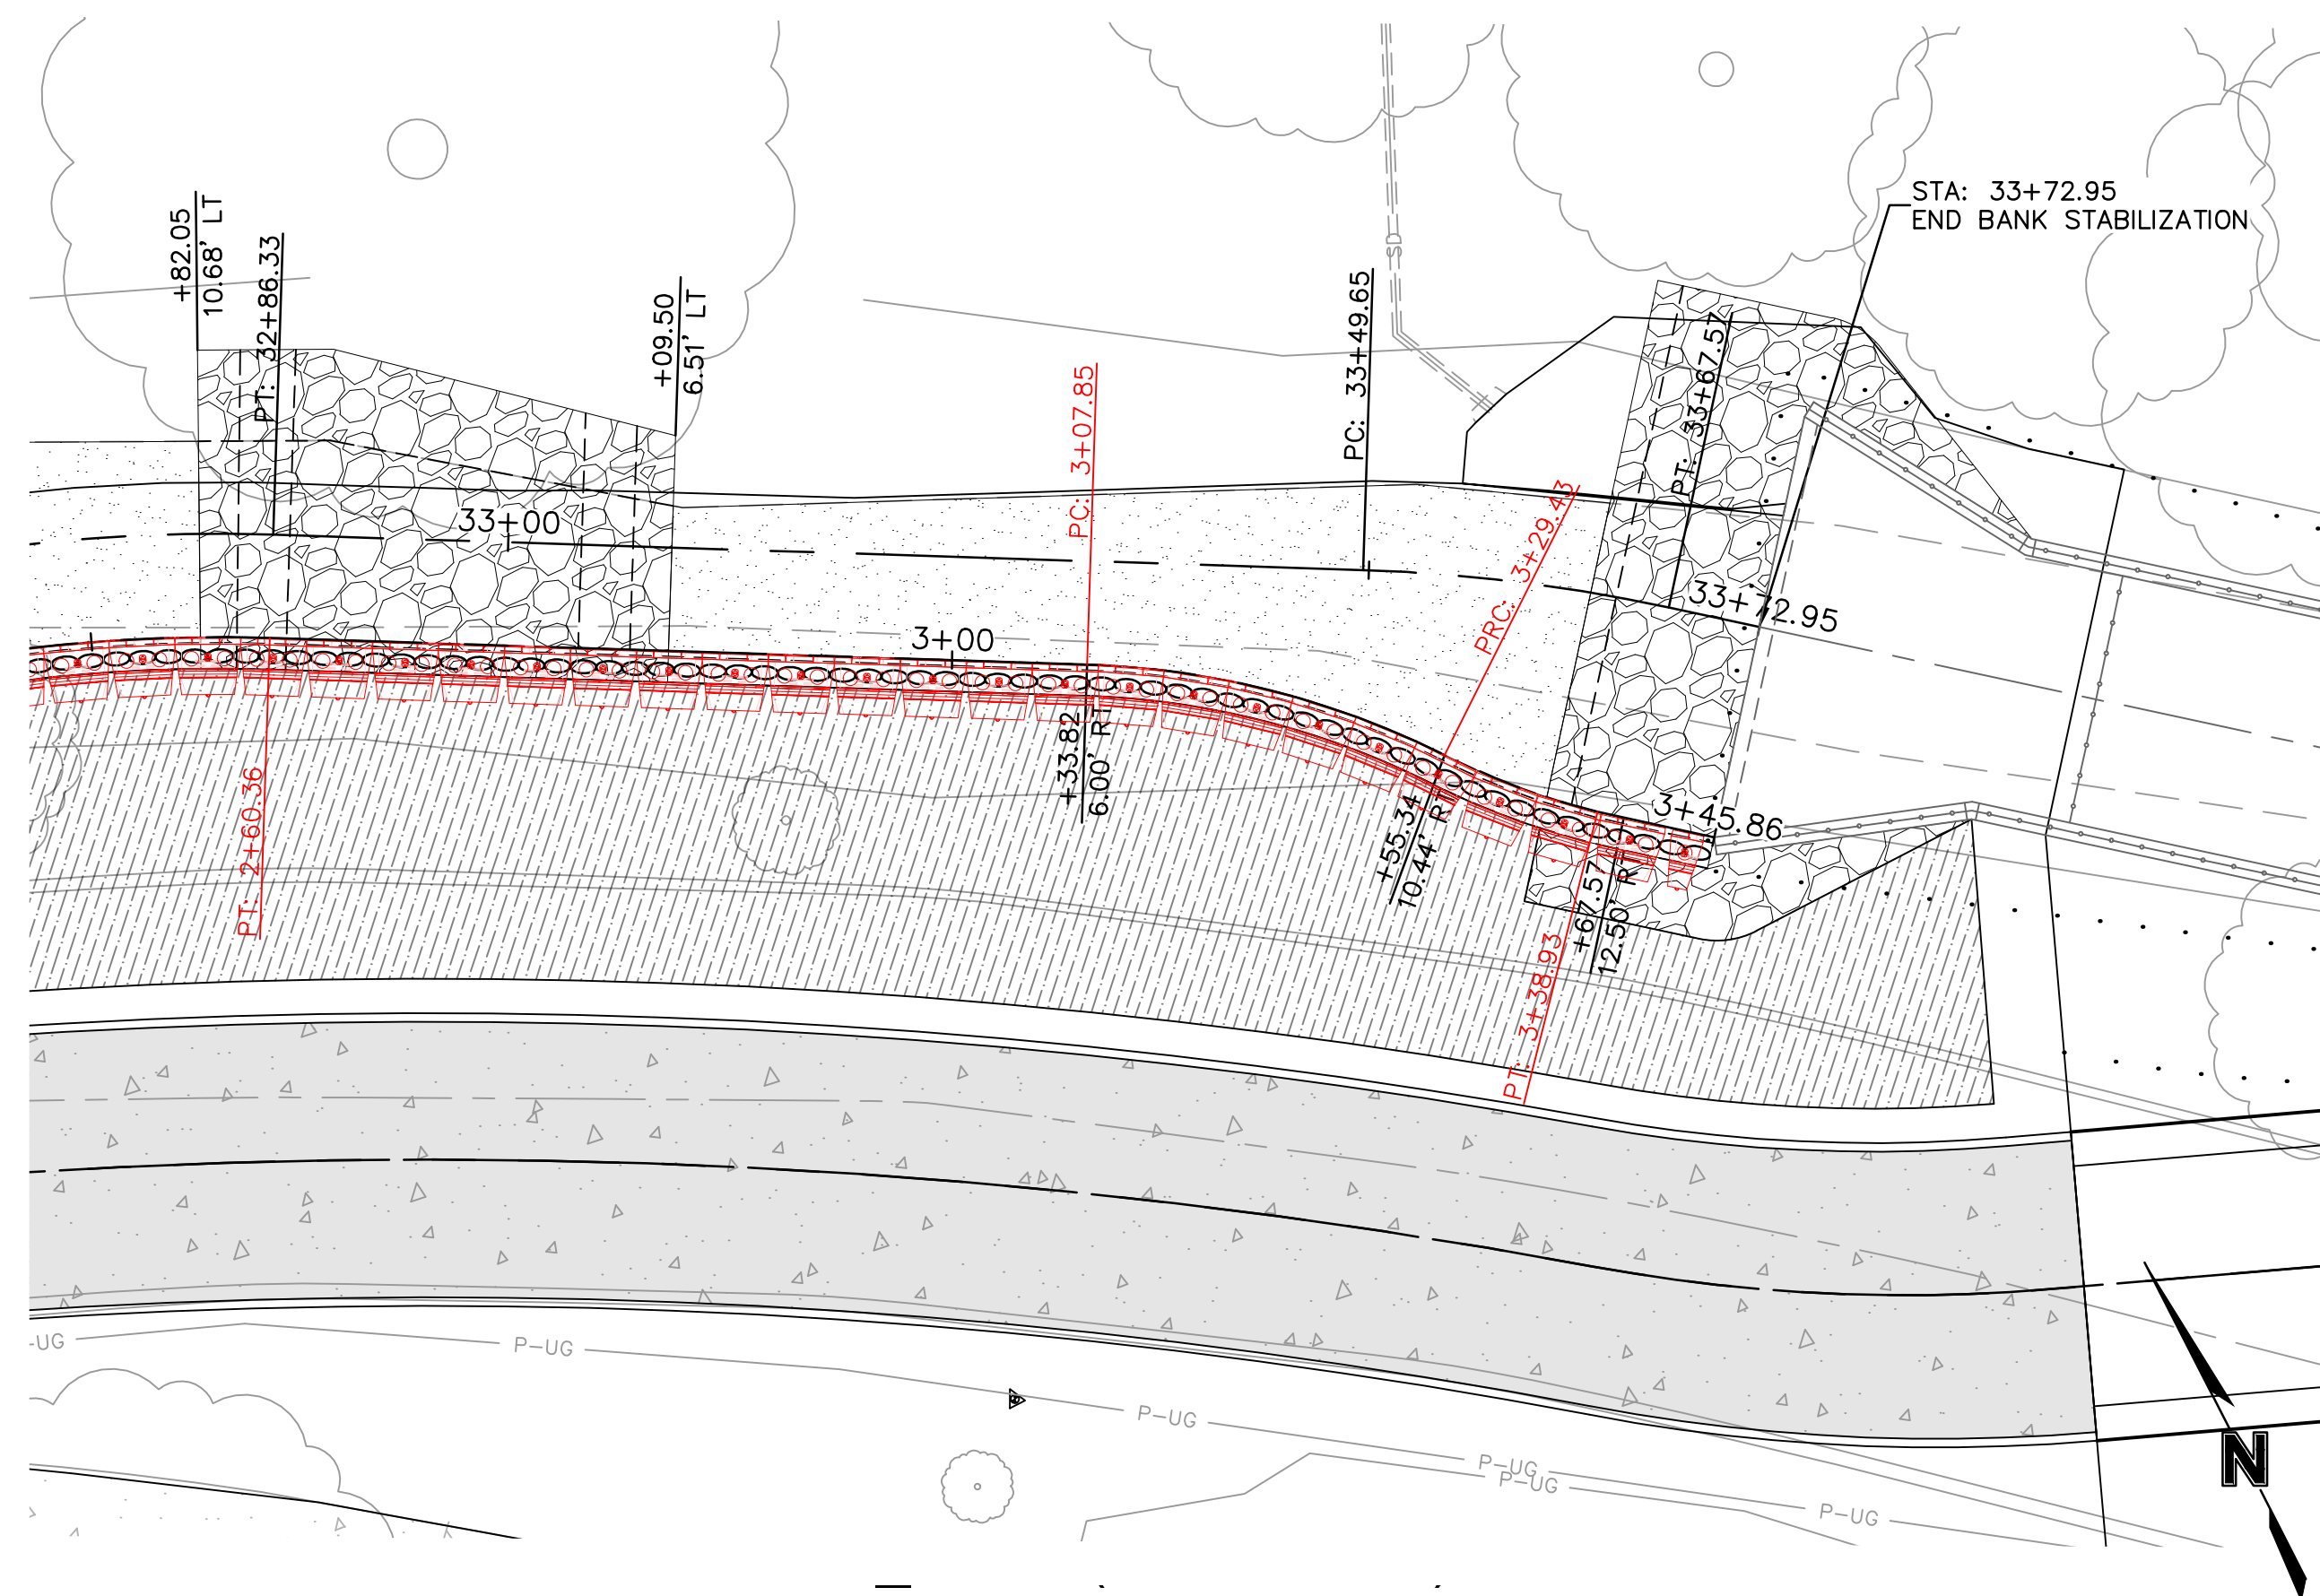 STA: 33+72.95
END BANK STABILIZATION
+82.05
10.68' LT
PT: 32+86.33
+09.50
6.51' LT
SD
PC: 33+49.65
PT: 33+67.57
PC: 3+07.85
PRC: 3+29.43
33+00
33+72.95
3+00
+33.82
6.00' RT
3+45.86
+55.34
10.44' RT
PT: 2+60.36
+67.57
12.50' RT
PT: 3+38.93
-UG
P-UG
P-UG
P-UG
P-UG
P-UG
N